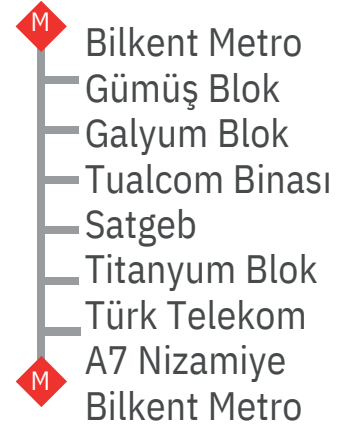 M
Bilkent Metro
Gümüş Blok
Galyum Blok
Tualcom Binası
Satgeb
Titanyum Blok
Türk Telekom
A7 Nizamiye
M
Bilkent Metro